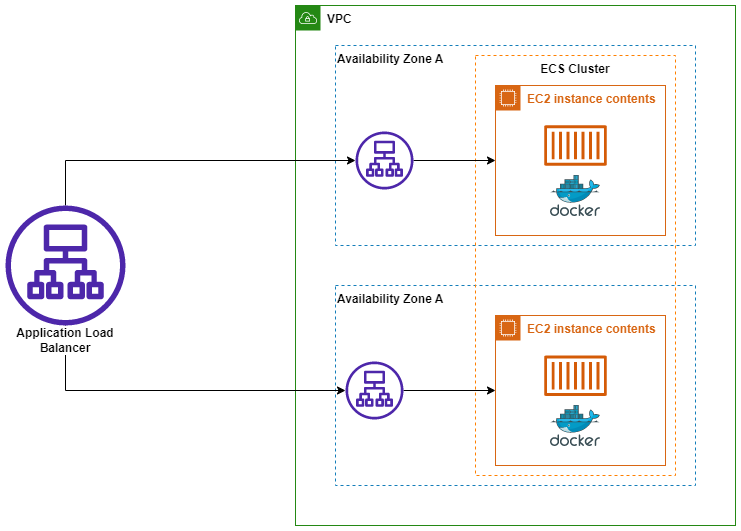 VPC
Availability Zone A
ECS Cluster
EC2 instance contents
docker
Application Load
Balancer
Availability Zone A
EC2 instance contents
docker